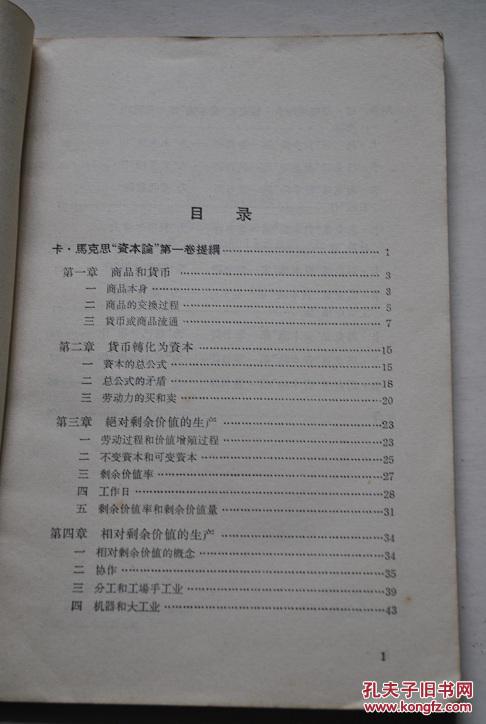 目 录
卡·馬克思“資本論”第一卷提綱……1
第一章 商品和貨币……3
一 商品本身……3
二 商品的交換过程……5
三 貨币或商品流通……7
第二章 貨币轉化为資本……15
一 資本的总公式……15
二 总公式的矛盾……18
三 劳动力的买和卖……20
第三章 絕对剩余价值的生产……23
一 劳动过程和价值增殖过程……23
二 不变資本和可变資本……25
三 剩余价值率……27
四 工作日……28
五 剩余价值率和剩余价值量……31
第四章 相对剩余价值的生产……34
一 相对剩余价值的概念……34
二 协作……35
三 分工和工場手工业……39
四 机器和大工业……43
1
孔夫子旧书网